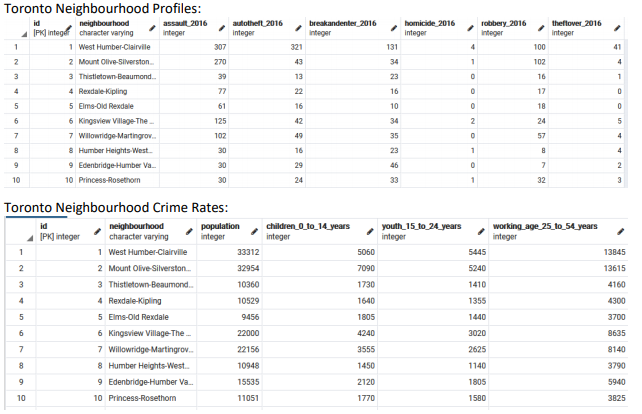 Toronto Neighbourhood Profiles:
id neighbourhood assault_2016 autotheft_2016 breakandenter_2016 homicide_2016 robbery_2016 theftover_2016
[PK] integer character varying integer integer integer integer integer integer
1 1 West Humber-Clairville 307 321 131 4 100 41
2 2 Mount Olive-Silverston... 270 43 34 1 102 4
3 3 Thistletown-Beaumond... 39 13 23 0 16 1
4 4 Rexdale-Kipling 77 22 16 0 17 0
5 5 Elms-Old Rexdale 61 16 10 0 18 0
6 6 Kingsview Village-The ... 125 42 34 2 24 5
7 7 Willowridge-Martingrov... 102 49 35 0 57 4
8 8 Humber Heights-West... 30 16 23 1 8 4
9 9 Edenbridge-Humber Va... 30 29 46 0 7 2
10 10 Princess-Rosethorn 30 24 33 1 32 3
Toronto Neighbourhood Crime Rates:
id neighbourhood population children_0_to_14_years youth_15_to_24_years working_age_25_to_54_years
[PK] integer character varying integer integer integer integer
1 1 West Humber-Clairville 33312 5060 5445 13845
2 2 Mount Olive-Silverston... 32954 7090 5240 13615
3 3 Thistletown-Beaumond... 10360 1730 1410 4160
4 4 Rexdale-Kipling 10529 1640 1355 4300
5 5 Elms-Old Rexdale 9456 1805 1440 3700
6 6 Kingsview Village-The ... 22000 4240 3020 8635
7 7 Willowridge-Martingrov... 22156 3555 2625 8140
8 8 Humber Heights-West... 10948 1450 1140 3790
9 9 Edenbridge-Humber Va... 15535 2120 1805 5940
10 10 Princess-Rosethorn 11051 1770 1580 3825